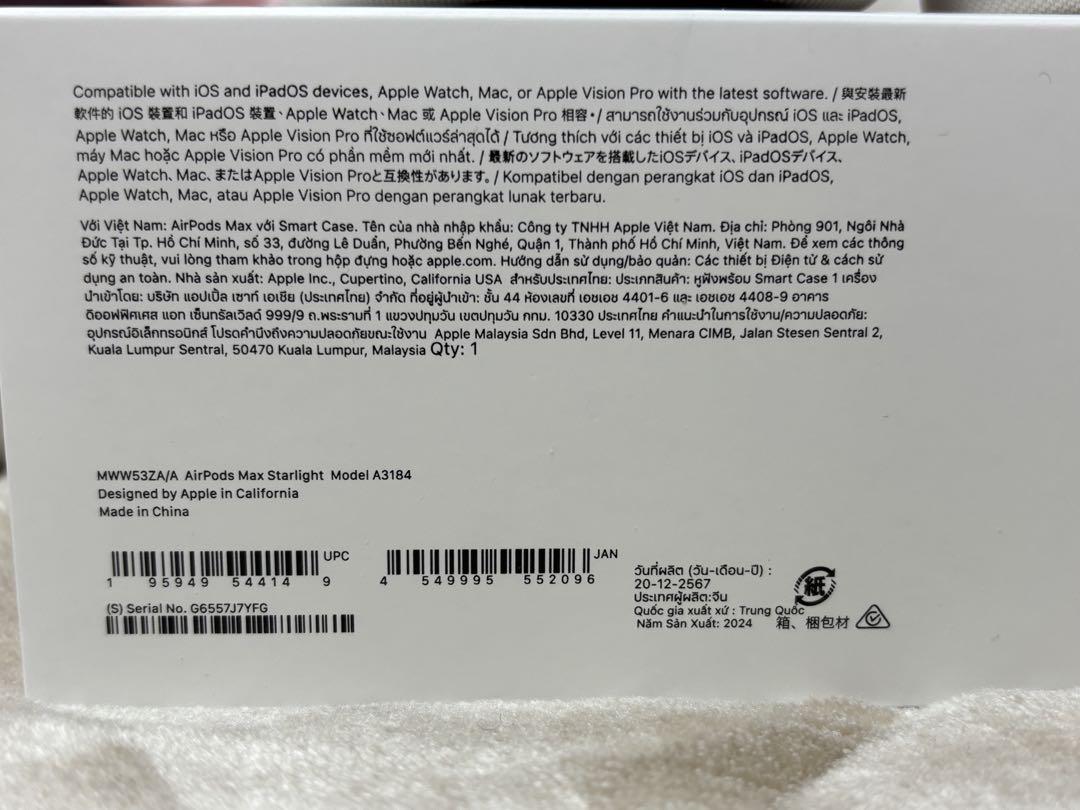 Compatible with iOS and iPadOS devices, Apple Watch, Mac, or Apple Vision Pro with the latest software. / 與安裝最新
軟件的 iOS 裝置和 iPadOS 裝置、Apple Watch、Mac 或 Apple Vision Pro 相容。/ สามารถใช้งานร่วมกับอุปกรณ์ iOS และ iPadOS,
Apple Watch, Mac หรือ Apple Vision Pro ที่ใช้ซอฟต์แวร์ล่าสุดได้ / Tương thích với các thiết bị iOS và iPadOS, Apple Watch,
máy Mac hoặc Apple Vision Pro có phần mềm mới nhất. / 最新のソフトウェアを搭載したiOSデバイス、iPadOSデバイス、
Apple Watch、Mac、またはApple Vision Proと互換性があります。/ Kompatibel dengan perangkat iOS dan iPadOS,
Apple Watch, Mac, atau Apple Vision Pro dengan perangkat lunak terbaru.
Với Việt Nam: AirPods Max với Smart Case. Tên của nhà nhập khẩu: Công ty TNHH Apple Việt Nam. Địa chỉ: Phòng 901, Ngôi Nhà
Đức Tại Tp. Hồ Chí Minh, số 33, đường Lê Duẩn, Phường Bến Nghé, Quận 1, Thành phố Hồ Chí Minh, Việt Nam. Để xem các thông
số kỹ thuật, vui lòng tham khảo trong hộp đựng hoặc apple.com. Hướng dẫn sử dụng/bảo quản: Các thiết bị Điện tử & cách sử
dụng an toàn. Nhà sản xuất: Apple Inc., Cupertino, California USA สำหรับประเทศไทย: ประเภทสินค้า: หูฟังพร้อม Smart Case 1 เครื่อง
นำเข้าโดย: บริษัท แอปเปิ้ล เซาท์ เอเชีย (ประเทศไทย) จำกัด ที่อยู่ผู้นำเข้า: ชั้น 44 ห้องเลขที่ เอชเอช 4401-6 และ เอชเอช 4408-9 อาคาร
ดิออฟฟิศเศส แอท เซ็นทรัลเวิลด์ 999/9 ถ.พระรามที่ 1 แขวงปทุมวัน เขตปทุมวัน กทม. 10330 ประเทศไทย คำแนะนำในการใช้งาน/ความปลอดภัย:
อุปกรณ์อิเล็กทรอนิกส์ โปรดคำนึงถึงความปลอดภัยขณะใช้งาน Apple Malaysia Sdn Bhd, Level 11, Menara CIMB, Jalan Stesen Sentral 2,
Kuala Lumpur Sentral, 50470 Kuala Lumpur, Malaysia Qty: 1
MWW53ZA/A AirPods Max Starlight Model A3184
Designed by Apple in California
Made in China
UPC
1 95949 54414 9
JAN
4 549995 552096
(S) Serial No. G6557J7YFG
วันที่ผลิต (วัน-เดือน-ปี) :
20-12-2567
ประเทศผู้ผลิต:จีน
Quốc gia xuất xứ : Trung Quốc
Năm Sản Xuất: 2024
紙
箱、梱包材